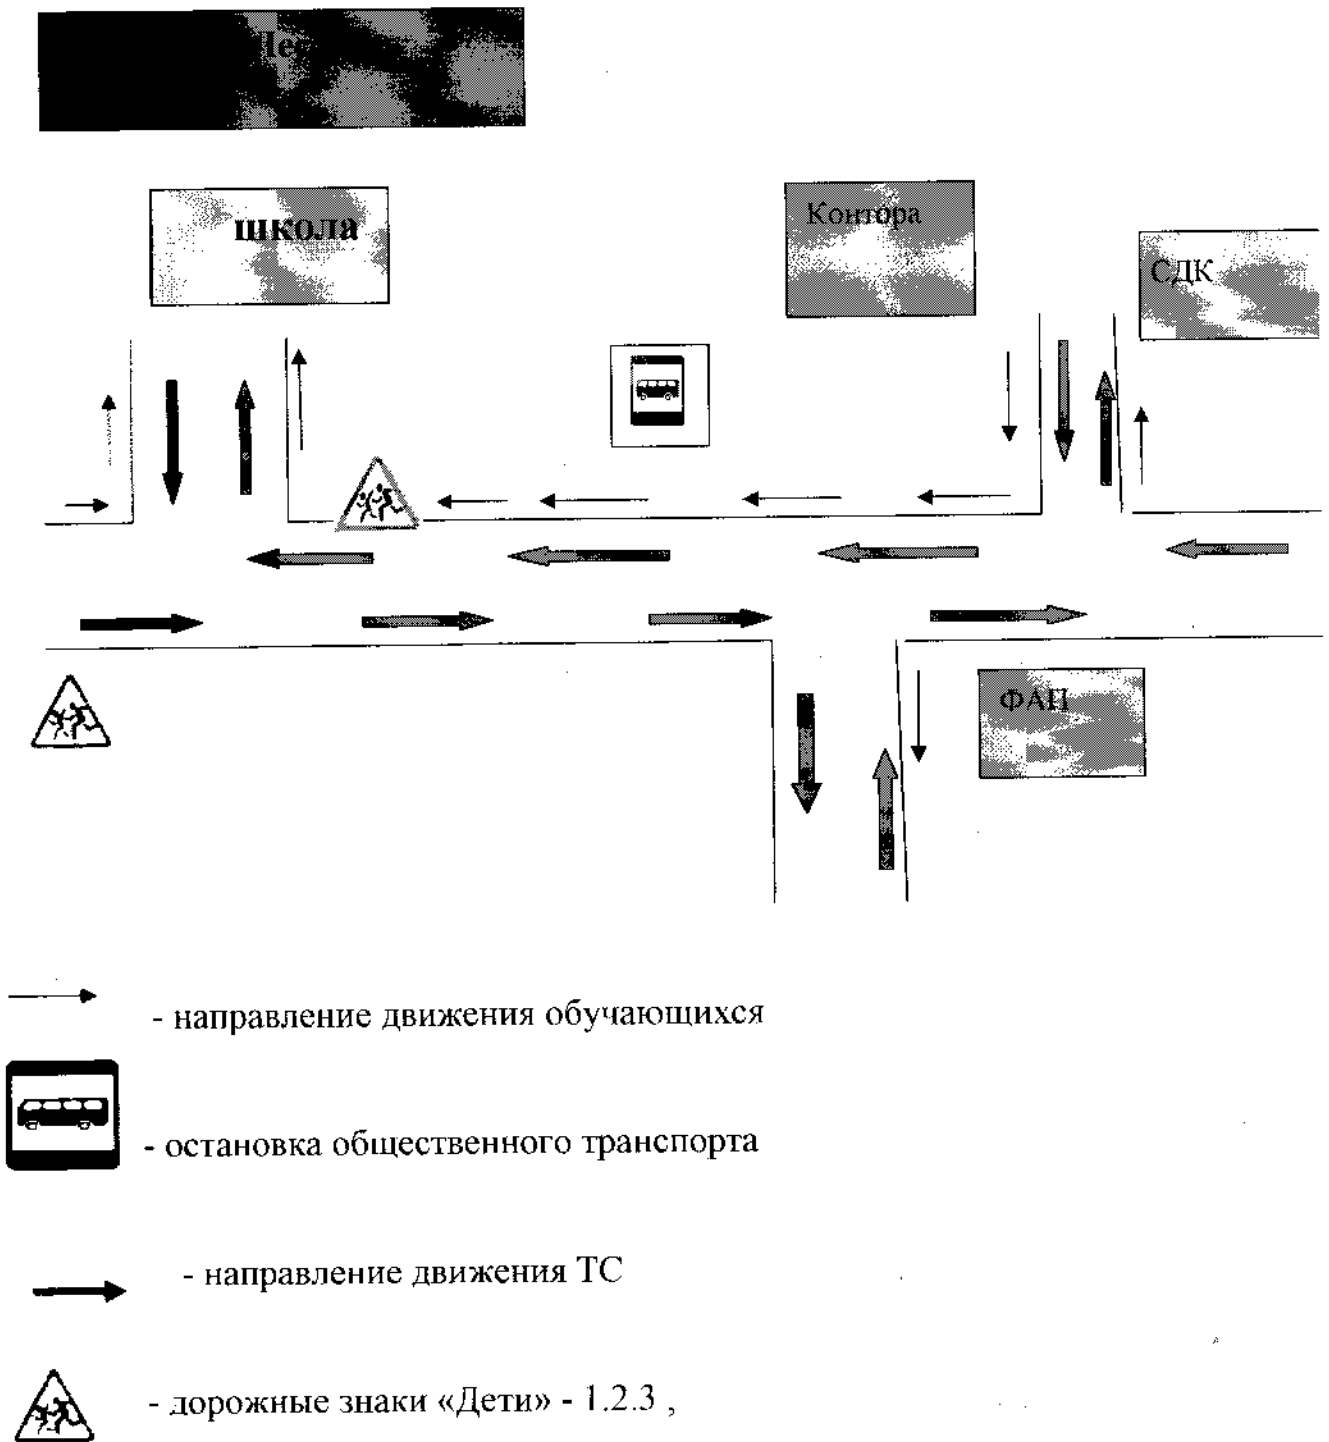 школа
Контора
СДК
ФАП
- направление движения обучающихся
- остановка общественного транспорта
- направление движения ТС
- дорожные знаки «Дети» - 1.2.3 ,